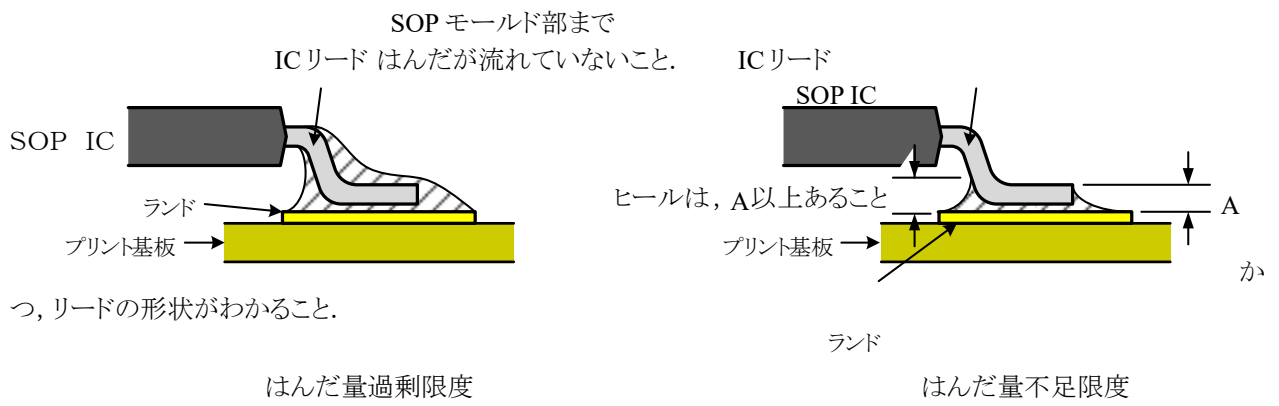 SOP モールド部まで
ICリード はんだが流れていないこと.
SOP IC
ランド
プリント基板
つ, リードの形状がわかること.
はんだ量過剰限度
ICリード
SOP IC
ヒールは, A以上あること
A
プリント基板
か
ランド
はんだ量不足限度